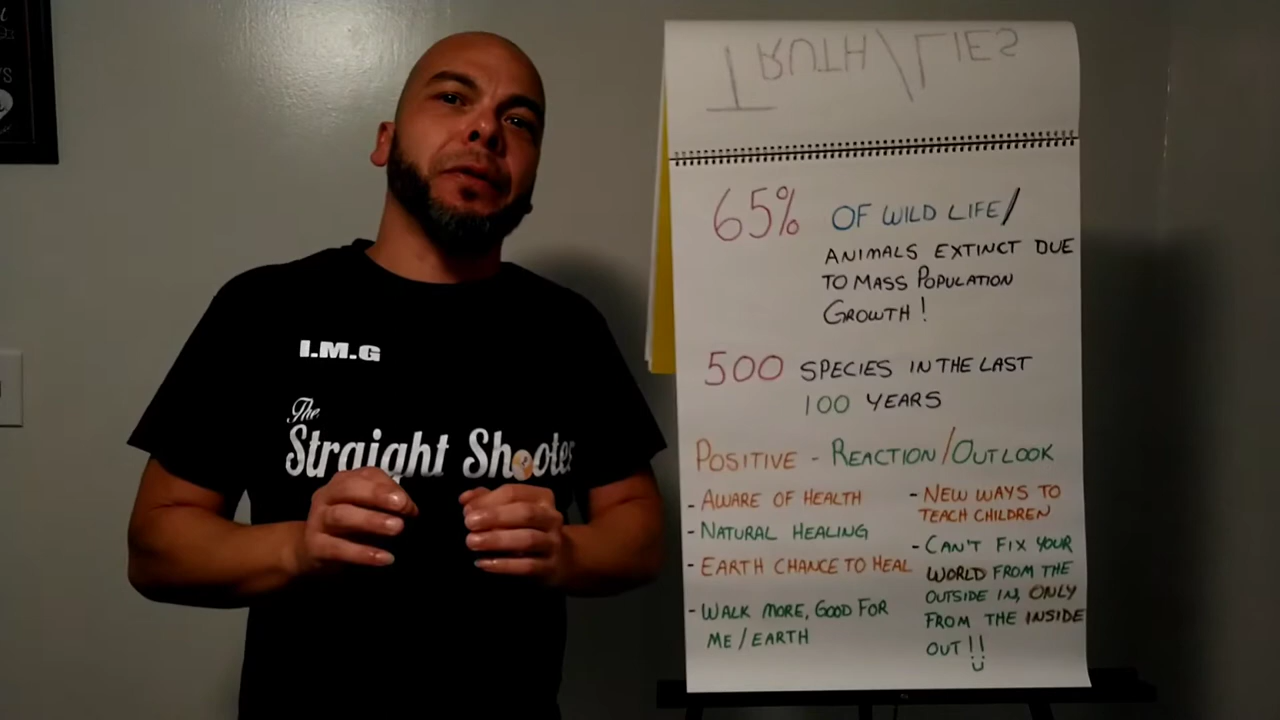 I.M.G
The
Straight Shooter
TRUTH/LIES
65% OF WILD LIFE/
ANIMALS EXTINCT DUE
TO MASS POPULATION
GROWTH!
500 SPECIES IN THE LAST
100 YEARS
POSITIVE - REACTION/OUTLOOK
- AWARE OF HEALTH
- NATURAL HEALING
- EARTH CHANCE TO HEAL
- WALK MORE, GOOD FOR
ME/EARTH
- NEW WAYS TO
TEACH CHILDREN
- CAN'T FIX YOUR
WORLD FROM THE
OUTSIDE IN, ONLY
FROM THE INSIDE
OUT!!